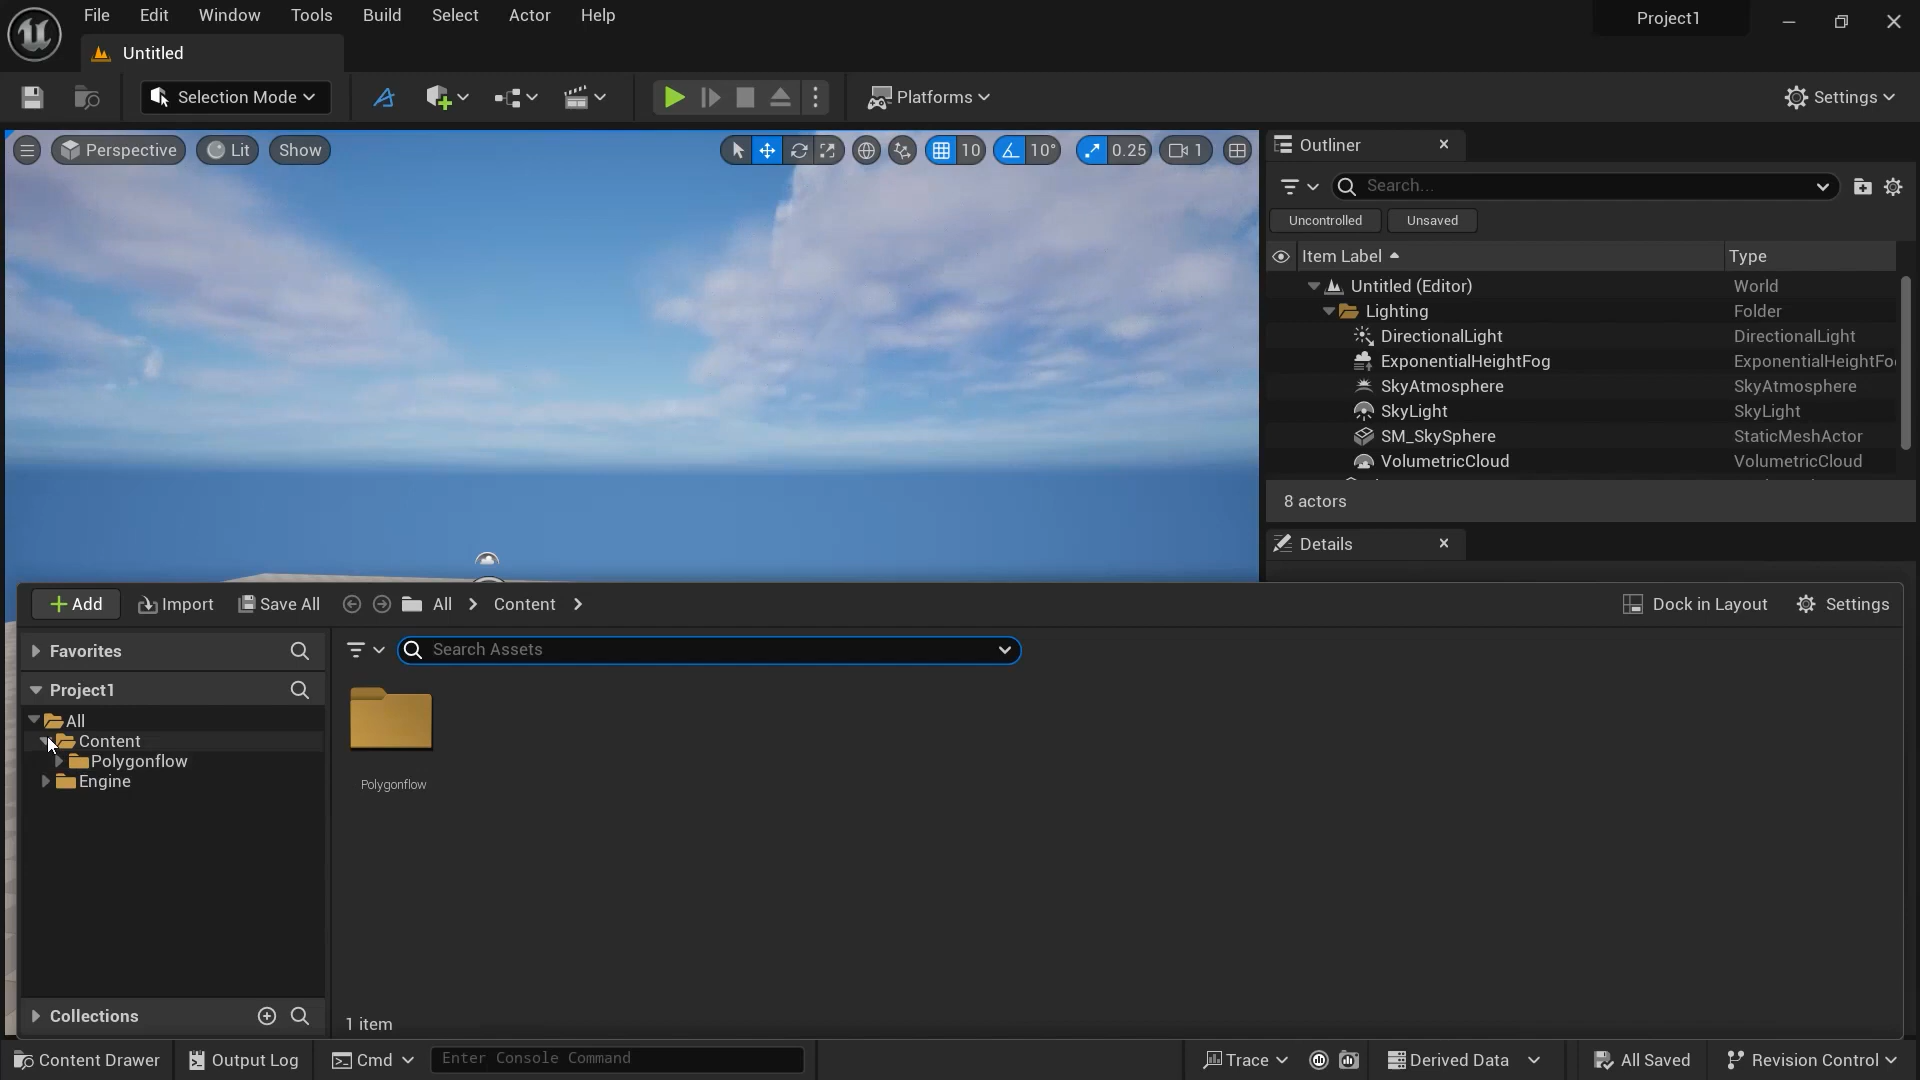 File Edit Window Tools Build Select Actor Help
Project1
Untitled
Selection Mode
Platforms
Settings
Perspective Lit Show
10 10° 0.25 1
Outliner
Search...
Uncontrolled Unsaved
Item Label Type
Untitled (Editor) World
Lighting Folder
DirectionalLight DirectionalLight
ExponentialHeightFog ExponentialHeightFo
SkyAtmosphere SkyAtmosphere
SkyLight SkyLight
SM_SkySphere StaticMeshActor
VolumetricCloud VolumetricCloud
8 actors
Details
Add Import Save All All Content Dock in Layout Settings
Favorites
Search Assets
Project1
All
Content
Polygonflow
Engine
Polygonflow
Collections
1 item
Content Drawer Output Log Cmd Enter Console Command Trace Derived Data All Saved Revision Control